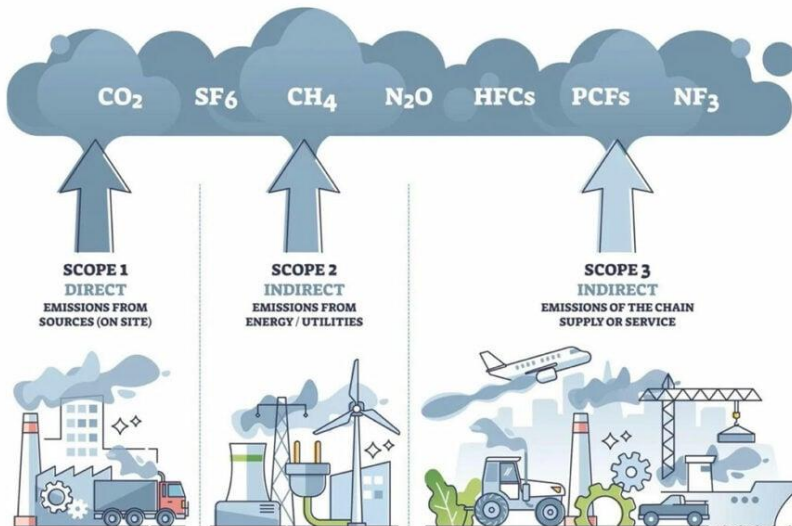 CO₂ SF₆ CH₄ N₂O HFCs PCFs NF₃
SCOPE 1
DIRECT
EMISSIONS FROM
SOURCES (ON SITE)
SCOPE 2
INDIRECT
EMISSIONS FROM
ENERGY / UTILITIES
SCOPE 3
INDIRECT
EMISSIONS OF THE CHAIN
SUPPLY OR SERVICE